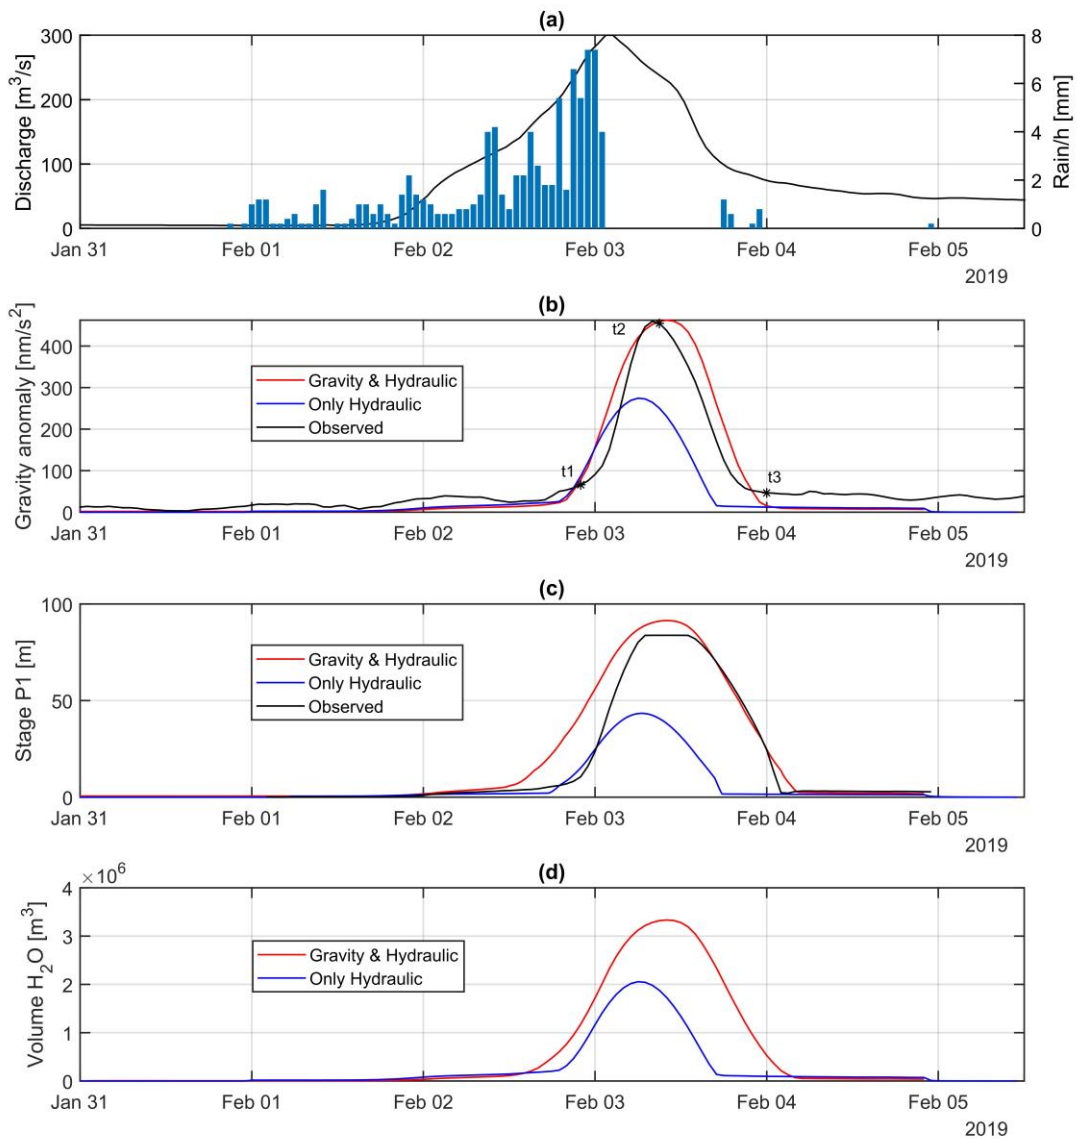 (a)
Discharge [m³/s]
300
200
100
0
Rain/h [mm]
8
6
4
2
0
Jan 31 Feb 01 Feb 02 Feb 03 Feb 04 Feb 05
2019
(b)
Gravity anomaly [nm/s²]
400
300
200
100
0
t1
t2
t3
Gravity & Hydraulic
Only Hydraulic
Observed
Jan 31 Feb 01 Feb 02 Feb 03 Feb 04 Feb 05
2019
(c)
Stage P1 [m]
100
50
0
Gravity & Hydraulic
Only Hydraulic
Observed
Jan 31 Feb 01 Feb 02 Feb 03 Feb 04 Feb 05
2019
(d)
×10⁶
Volume H₂O [m³]
4
3
2
1
0
Gravity & Hydraulic
Only Hydraulic
Jan 31 Feb 01 Feb 02 Feb 03 Feb 04 Feb 05
2019